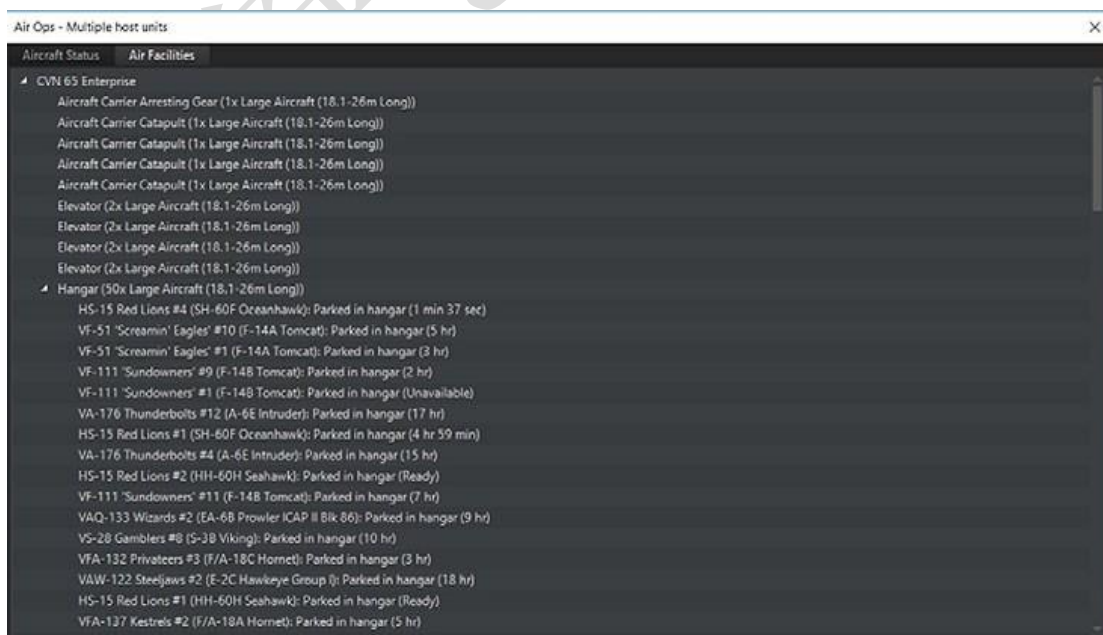 Air Ops - Multiple host units
Aircraft Status Air Facilities
CVN 65 Enterprise
Aircraft Carrier Arresting Gear (1x Large Aircraft (18.1-26m Long))
Aircraft Carrier Catapult (1x Large Aircraft (18.1-26m Long))
Aircraft Carrier Catapult (1x Large Aircraft (18.1-26m Long))
Aircraft Carrier Catapult (1x Large Aircraft (18.1-26m Long))
Aircraft Carrier Catapult (1x Large Aircraft (18.1-26m Long))
Elevator (2x Large Aircraft (18.1-26m Long))
Elevator (2x Large Aircraft (18.1-26m Long))
Elevator (2x Large Aircraft (18.1-26m Long))
Elevator (2x Large Aircraft (18.1-26m Long))
Hangar (50x Large Aircraft (18.1-26m Long))
HS-15 Red Lions #4 (SH-60F Oceanhawk): Parked in hangar (1 min 37 sec)
VF-51 'Screamin' Eagles' #10 (F-14A Tomcat): Parked in hangar (5 hr)
VF-51 'Screamin' Eagles' #1 (F-14A Tomcat): Parked in hangar (3 hr)
VF-111 'Sundowners' #9 (F-14B Tomcat): Parked in hangar (2 hr)
VF-111 'Sundowners' #1 (F-14B Tomcat): Parked in hangar (Unavailable)
VA-176 Thunderbolts #12 (A-6E Intruder): Parked in hangar (17 hr)
HS-15 Red Lions #1 (SH-60F Oceanhawk): Parked in hangar (4 hr 59 min)
VA-176 Thunderbolts #4 (A-6E Intruder): Parked in hangar (15 hr)
HS-15 Red Lions #2 (HH-60H Seahawk): Parked in hangar (Ready)
VF-111 'Sundowners' #11 (F-14B Tomcat): Parked in hangar (7 hr)
VAQ-133 Wizards #2 (EA-6B Prowler ICAP II Blk 86): Parked in hangar (9 hr)
VS-28 Gamblers #8 (S-3B Viking): Parked in hangar (10 hr)
VFA-132 Privateers #3 (F/A-18C Hornet): Parked in hangar (3 hr)
VAW-122 Steeljaws #2 (E-2C Hawkeye Group I): Parked in hangar (18 hr)
HS-15 Red Lions #1 (HH-60H Seahawk): Parked in hangar (Ready)
VFA-137 Kestrels #2 (F/A-18A Hornet): Parked in hangar (5 hr)